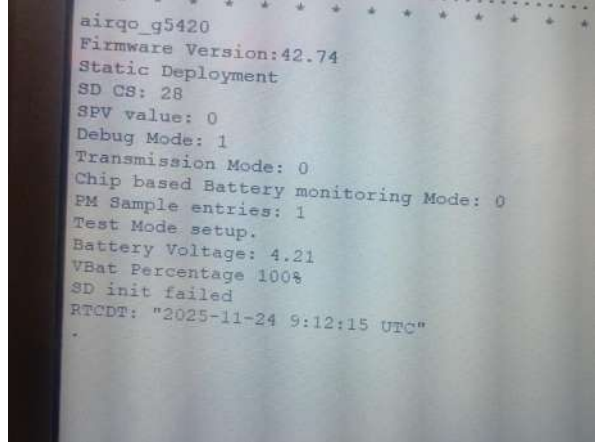 * * * * * * * * * * * * *
airqo_g5420
Firmware Version:42.74
Static Deployment
SD CS: 28
SPV value: 0
Debug Mode: 1
Transmission Mode: 0
Chip based Battery monitoring Mode: 0
PM Sample entries: 1
Test Mode setup.
Battery Voltage: 4.21
VBat Percentage 100%
SD init failed
RTCDT: "2025-11-24 9:12:15 UTC"
.